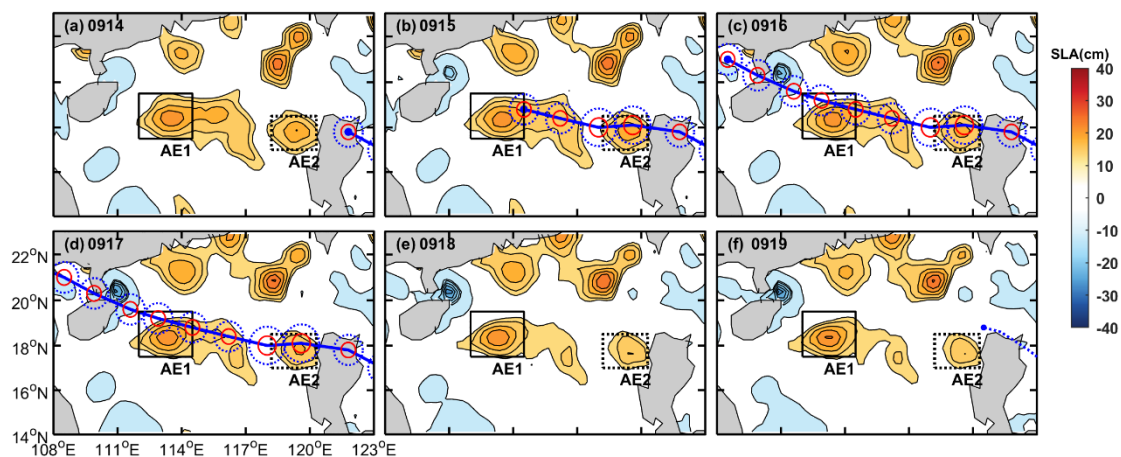 (a) 0914
(b) 0915
(c) 0916
SLA(cm)
40
30
20
10
0
-10
-20
-30
-40
AE1
AE2
AE1
AE2
AE1
AE2
(d) 0917
(e) 0918
(f) 0919
22°N
20°N
18°N
16°N
14°N
AE1
AE2
AE1
AE2
AE1
AE2
108°E 111°E 114°E 117°E 120°E 123°E